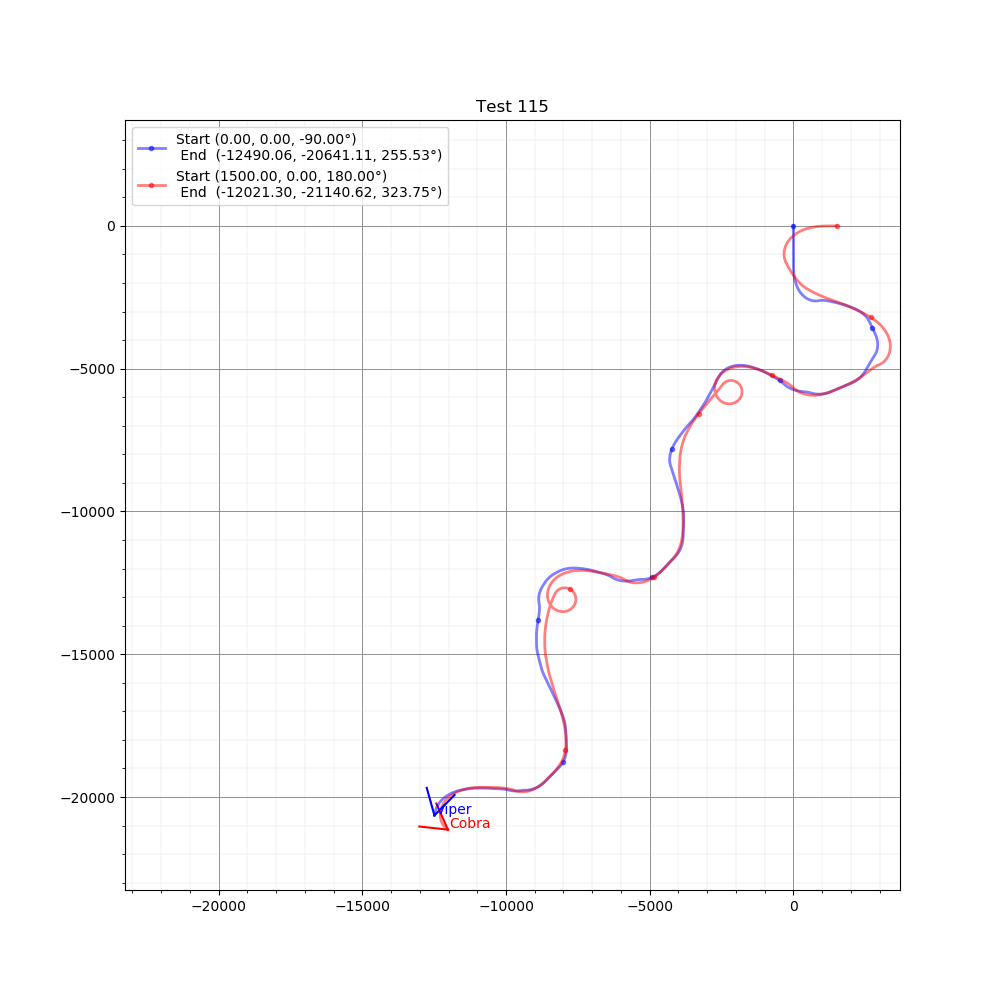 Test 115
Start (0.00, 0.00, -90.00°)
End  (-12490.06, -20641.11, 255.53°)
Start (1500.00, 0.00, 180.00°)
End  (-12021.30, -21140.62, 323.75°)
0
−5000
−10000
−15000
−20000
Viper
Cobra
−20000
−15000
−10000
−5000
0